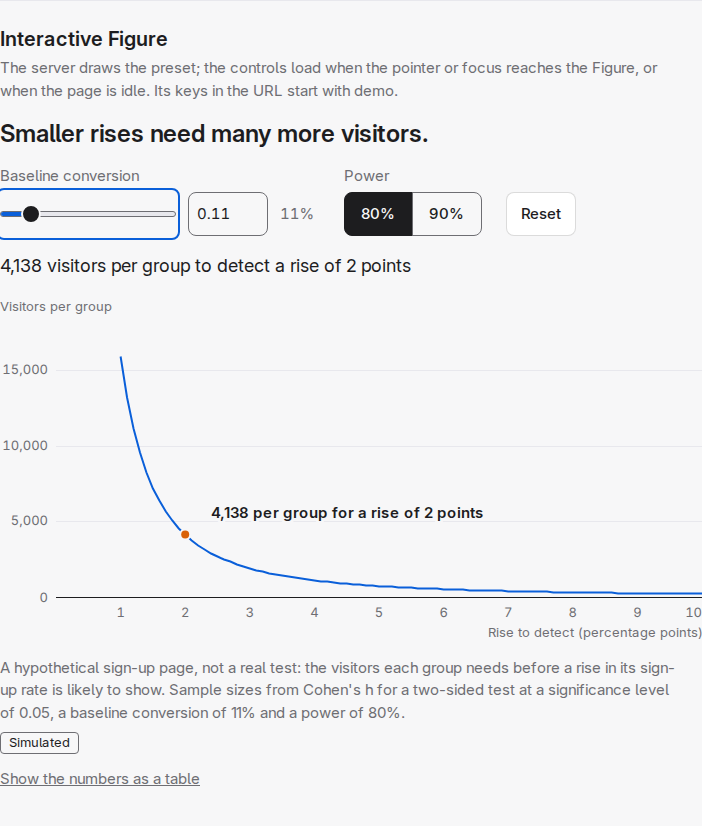 Interactive Figure
The server draws the preset; the controls load when the pointer or focus reaches the Figure, or
when the page is idle. Its keys in the URL start with demo.
Smaller rises need many more visitors.
Baseline conversion
Power
0.11
11%
80%
90%
Reset
4,138 visitors per group to detect a rise of 2 points
Visitors per group
15,000
10,000
5,000
0
4,138 per group for a rise of 2 points
1 2 3 4 5 6 7 8 9 10
Rise to detect (percentage points)
A hypothetical sign-up page, not a real test: the visitors each group needs before a rise in its sign-
up rate is likely to show. Sample sizes from Cohen's h for a two-sided test at a significance level
of 0.05, a baseline conversion of 11% and a power of 80%.
Simulated
Show the numbers as a table